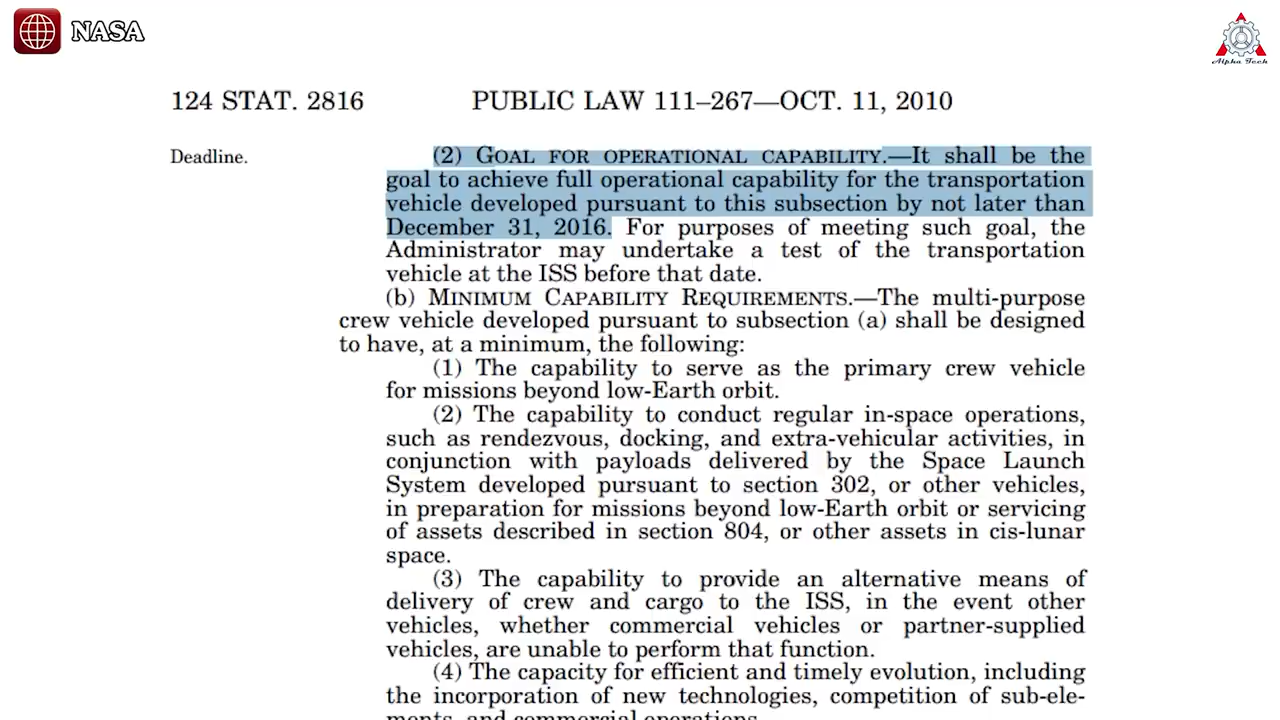 NASA
Alpha Tech
124 STAT. 2816 PUBLIC LAW 111–267—OCT. 11, 2010
Deadline.
(2) GOAL FOR OPERATIONAL CAPABILITY.—It shall be the
goal to achieve full operational capability for the transportation
vehicle developed pursuant to this subsection by not later than
December 31, 2016. For purposes of meeting such goal, the
Administrator may undertake a test of the transportation
vehicle at the ISS before that date.
(b) MINIMUM CAPABILITY REQUIREMENTS.—The multi-purpose
crew vehicle developed pursuant to subsection (a) shall be designed
to have, at a minimum, the following:
(1) The capability to serve as the primary crew vehicle
for missions beyond low-Earth orbit.
(2) The capability to conduct regular in-space operations,
such as rendezvous, docking, and extra-vehicular activities, in
conjunction with payloads delivered by the Space Launch
System developed pursuant to section 302, or other vehicles,
in preparation for missions beyond low-Earth orbit or servicing
of assets described in section 804, or other assets in cis-lunar
space.
(3) The capability to provide an alternative means of
delivery of crew and cargo to the ISS, in the event other
vehicles, whether commercial vehicles or partner-supplied
vehicles, are unable to perform that function.
(4) The capacity for efficient and timely evolution, including
the incorporation of new technologies, competition of sub-ele-
ments, and commercial operations.